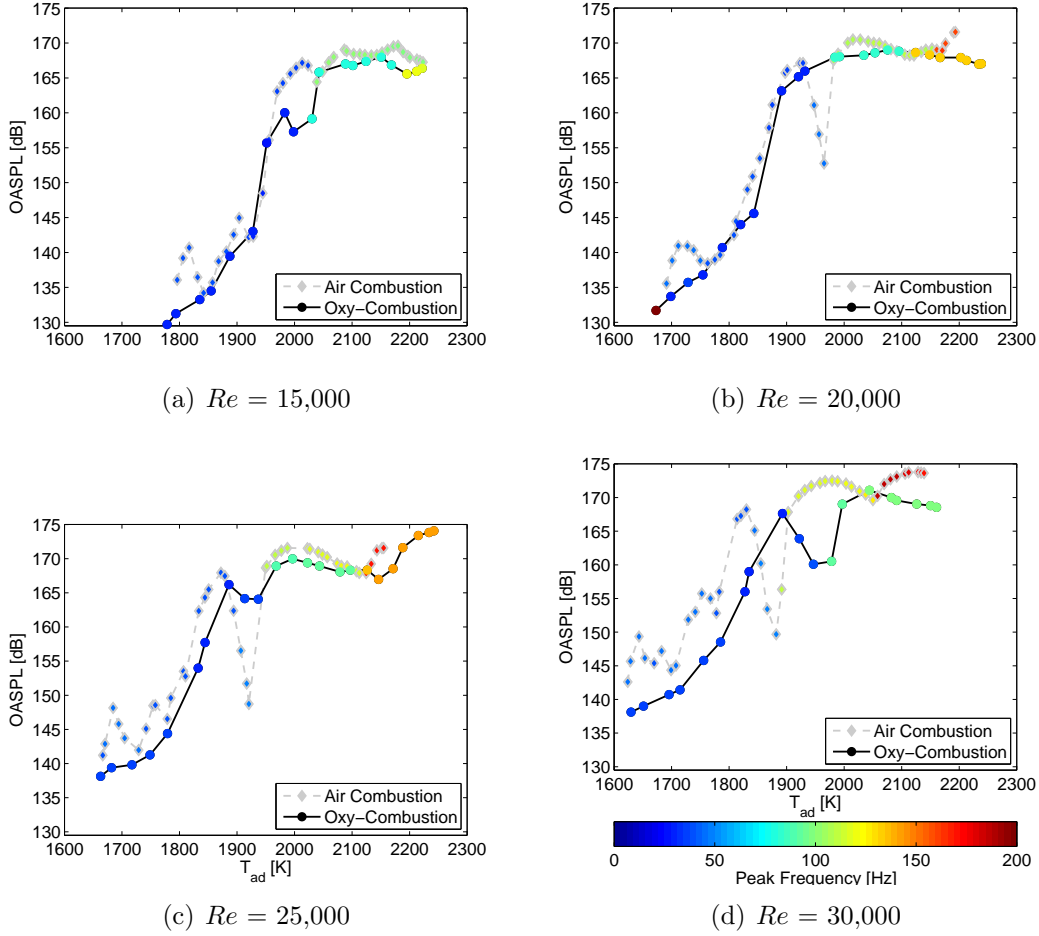 175
170
165
160
155
150
145
140
135
130
OASPL [dB]
1600 1700 1800 1900 2000 2100 2200 2300
Air Combustion
Oxy−Combustion
(a) Re = 15,000
175
170
165
160
155
150
145
140
135
130
OASPL [dB]
1600 1700 1800 1900 2000 2100 2200 2300
Air Combustion
Oxy−Combustion
(b) Re = 20,000
175
170
165
160
155
150
145
140
135
130
OASPL [dB]
1600 1700 1800 1900 2000 2100 2200 2300
T_ad [K]
Air Combustion
Oxy−Combustion
(c) Re = 25,000
175
170
165
160
155
150
145
140
135
130
OASPL [dB]
1600 1700 1800 1900 2000 2100 2200 2300
T_ad [K]
Air Combustion
Oxy−Combustion
0 50 100 150 200
Peak Frequency [Hz]
(d) Re = 30,000